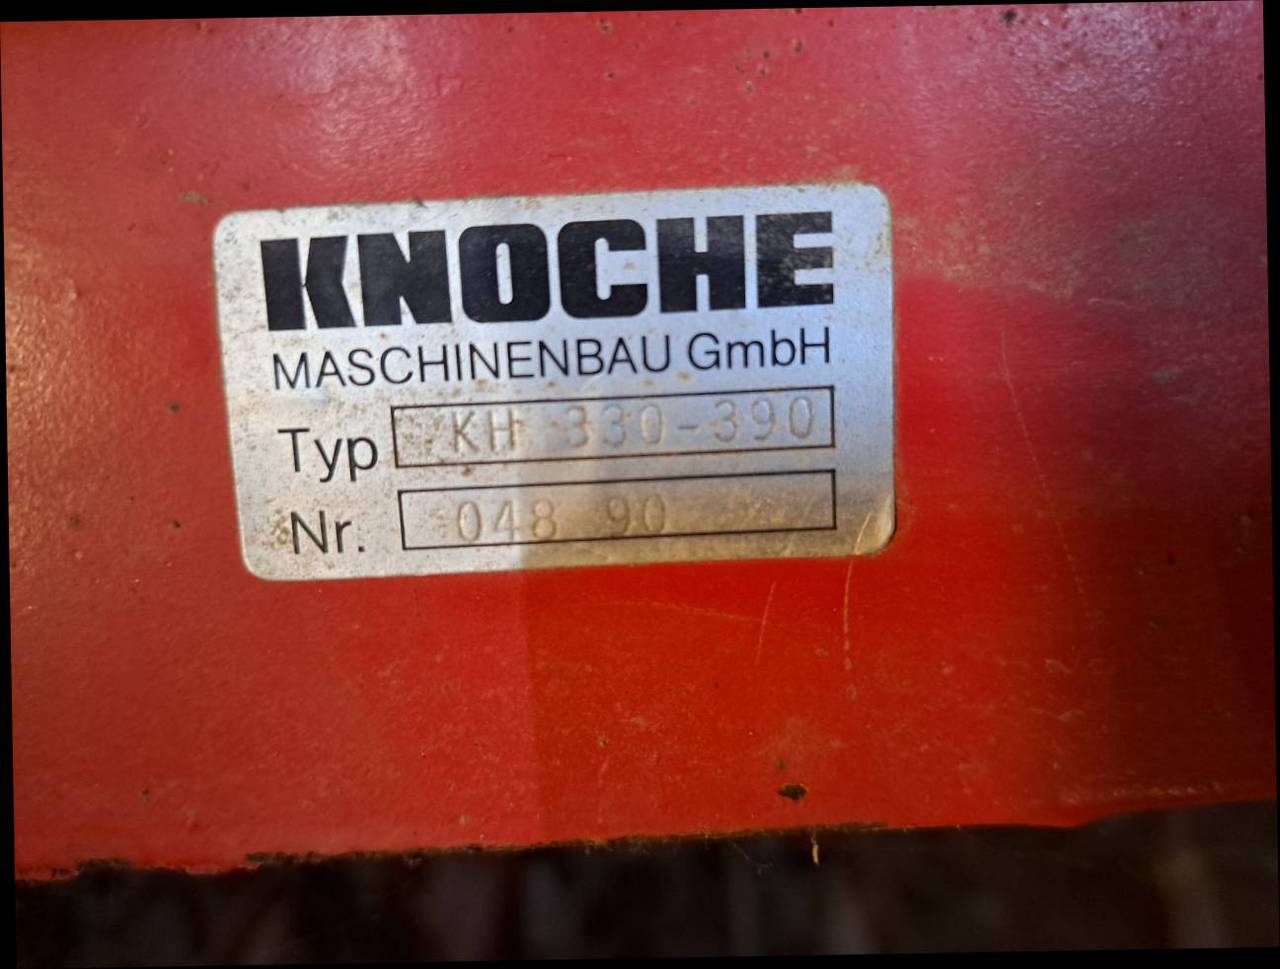 KNOCHE
MASCHINENBAU GmbH
Typ KH 330-390
Nr. 048 90